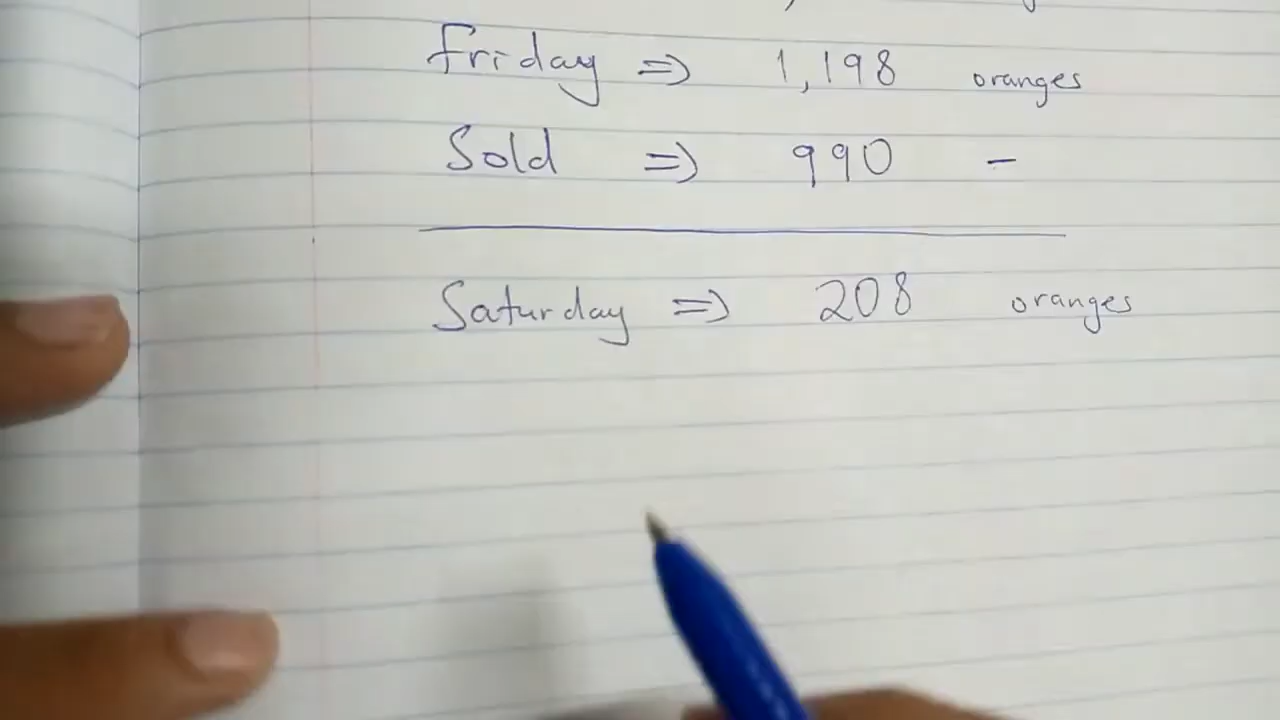 Friday => 1,198 oranges
Sold => 990 -
Saturday => 208 oranges